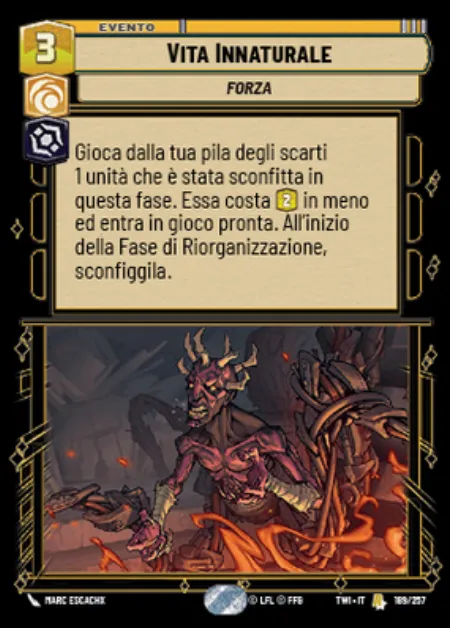 EVENTO
3
VITA INNATURALE
FORZA
Gioca dalla tua pila degli scarti
1 unità che è stata sconfitta in
questa fase. Essa costa 2 in meno
ed entra in gioco pronta. All'inizio
della Fase di Riorganizzazione,
sconfiggila.
MARC ESCACHX © LFL © FFG TWI • IT R 189/257